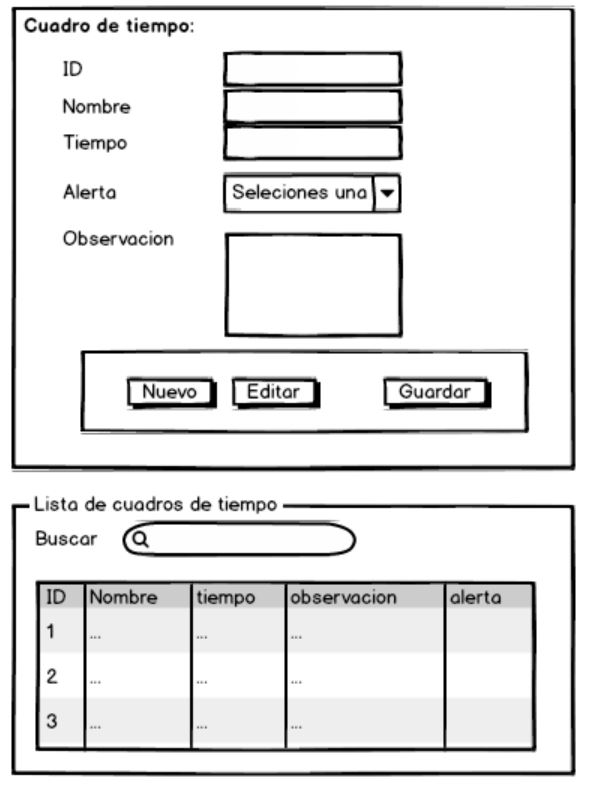 Cuadro de tiempo:
ID
Nombre
Tiempo
Alerta Seleciones una
Observacion
Nuevo Editar Guardar
Lista de cuadros de tiempo
Buscar
ID Nombre tiempo observacion alerta
1 ... ... ...
2 ... ... ...
3 ... ... ...